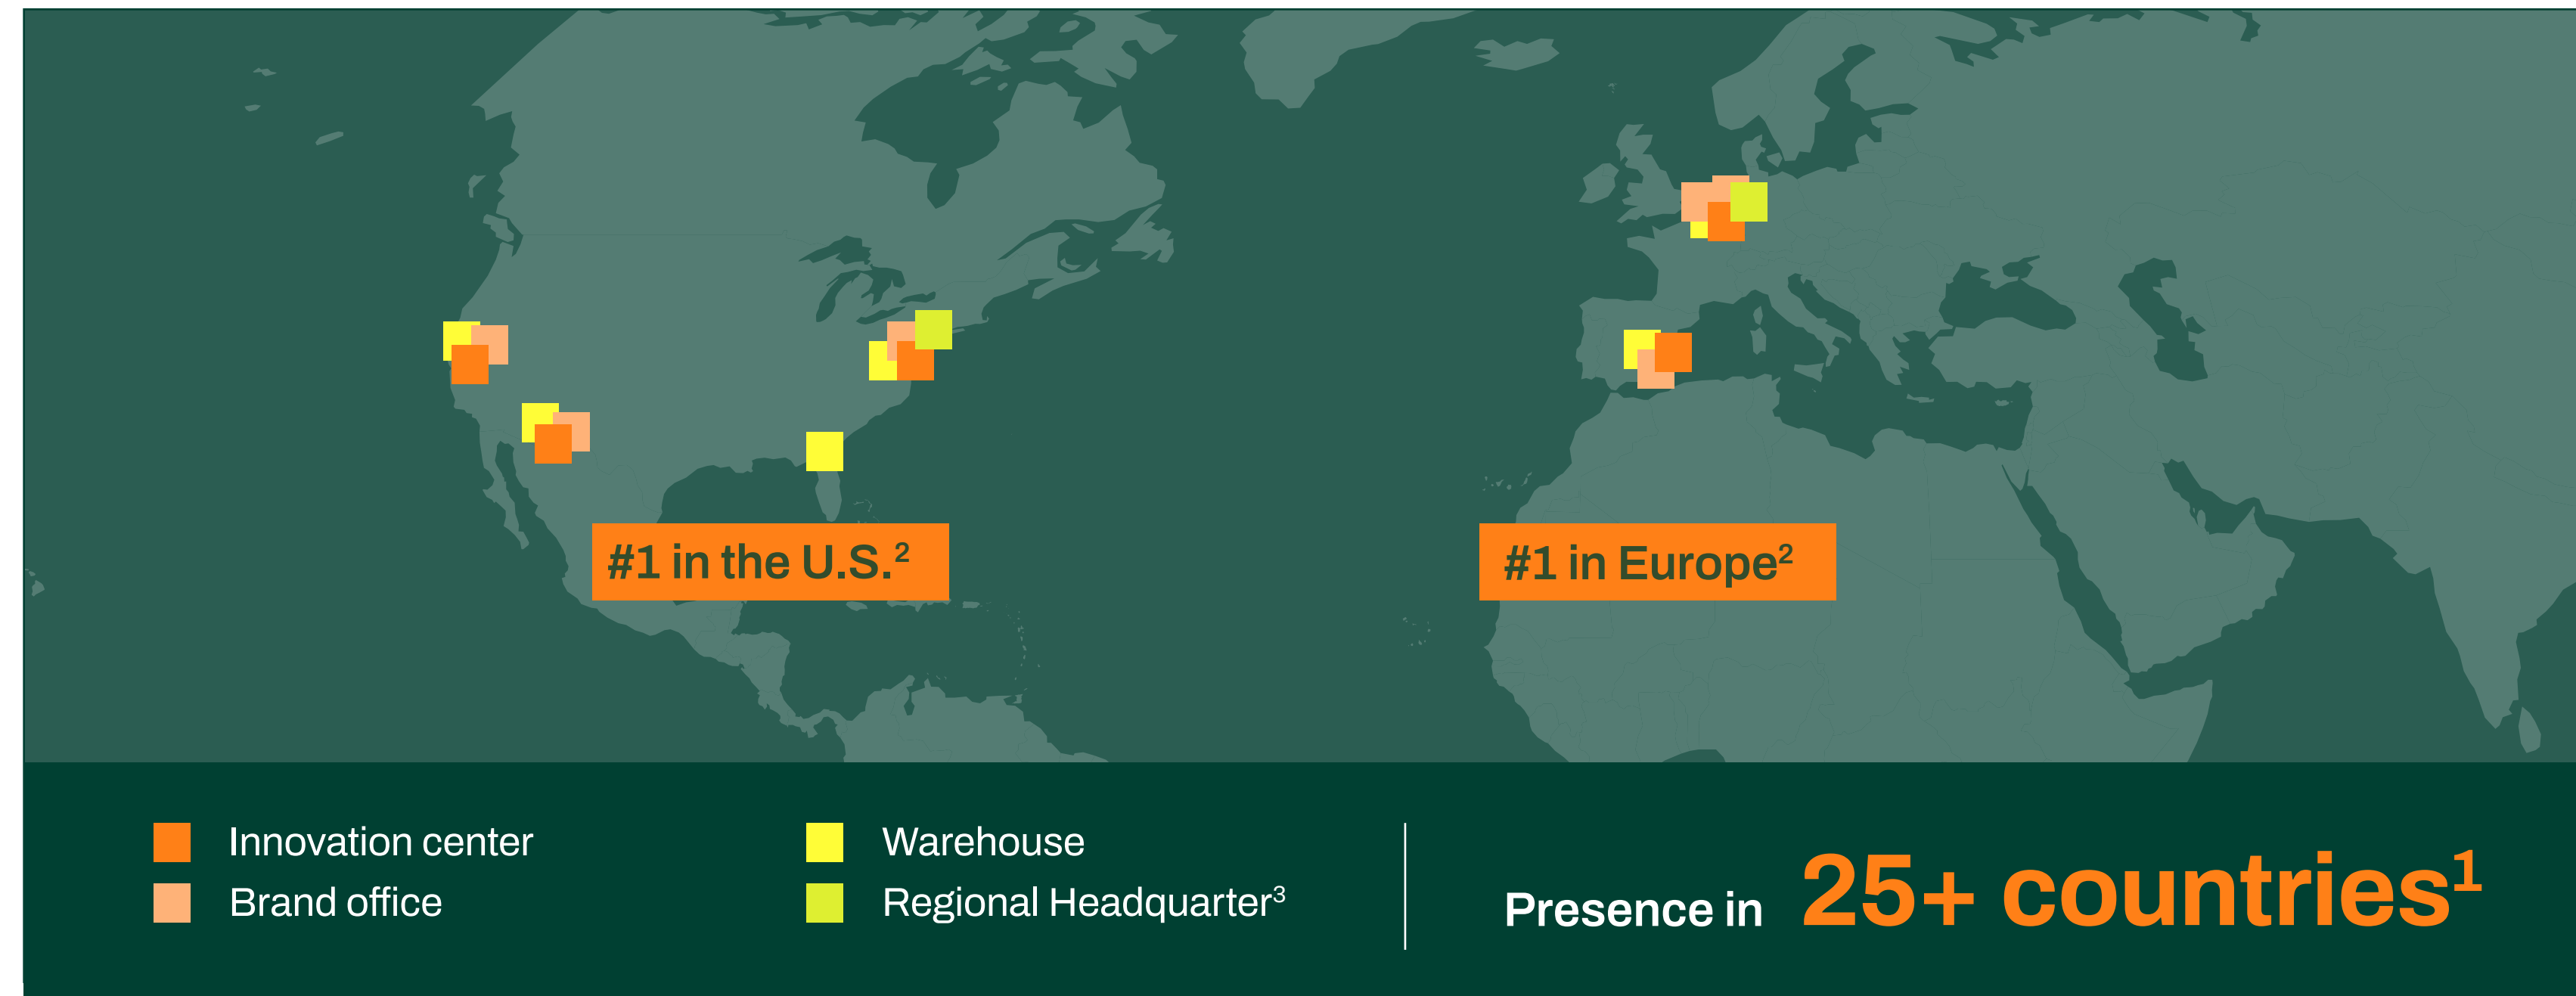 #1 in the U.S.²
#1 in Europe²
Innovation center
Warehouse
Brand office
Regional Headquarter³
Presence in 25+ countries¹